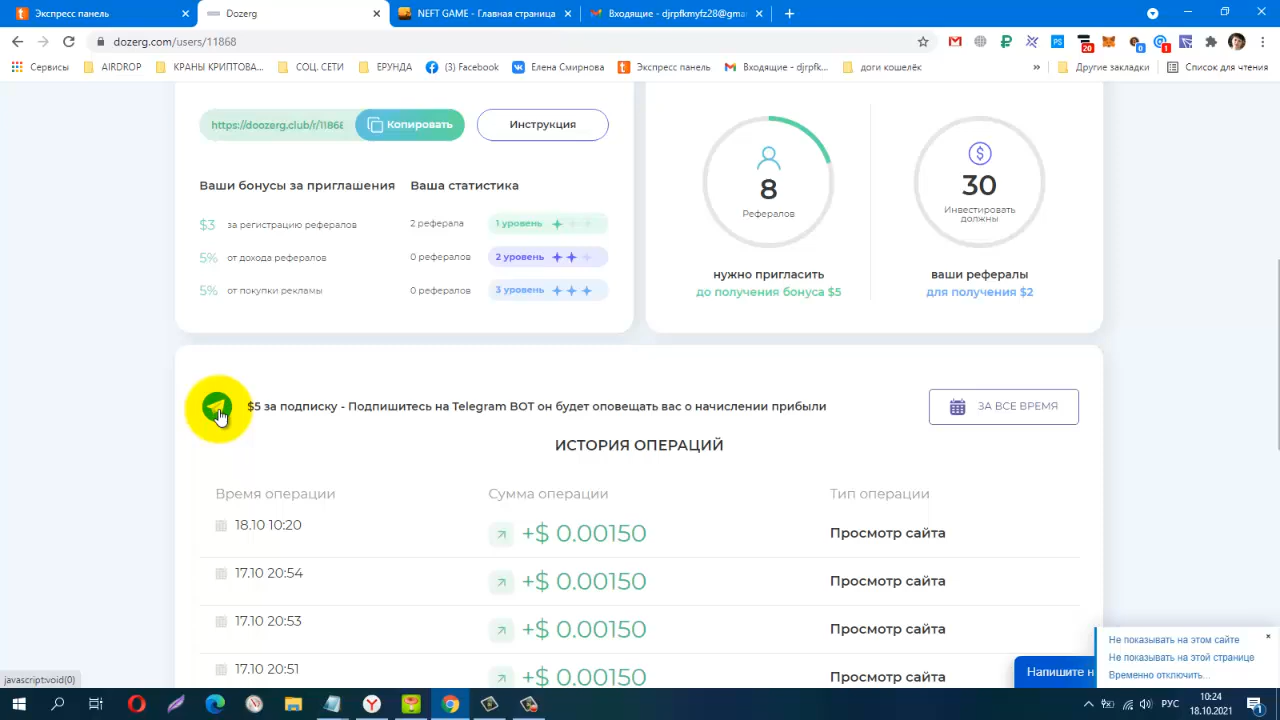 Экспресс панель
Dozerg
NEFT GAME - Главная страница
Входящие - djrpfkmyfz28@gma
dozerg.com/users/11868
Сервисы
AIRDROP
КРАНЫ КРИПТОВА...
СОЦ. СЕТИ
ЕРУНДА
(3) Facebook
Елена Смирнова
Экспресс панель
Входящие - djrpfk...
доги кошелёк
»
Другие закладки
Список для чтения
https://doozerg.club/r/11868
Копировать
Инструкция
Ваши бонусы за приглашения
Ваша статистика
$3 за регистрацию рефералов
2 реферала
1 уровень
5% от дохода рефералов
0 рефералов
2 уровень
5% от покупки рекламы
0 рефералов
3 уровень
8
Рефералов
нужно пригласить
до получения бонуса $5
30
Инвестировать
должны
ваши рефералы
для получения $2
$5 за подписку - Подпишитесь на Telegram BOT он будет оповещать вас о начислении прибыли
ЗА ВСЕ ВРЕМЯ
ИСТОРИЯ ОПЕРАЦИЙ
Время операции
Сумма операции
Тип операции
18.10 10:20
+$ 0.00150
Просмотр сайта
17.10 20:54
+$ 0.00150
Просмотр сайта
17.10 20:53
+$ 0.00150
Просмотр сайта
17.10 20:51
+$ 0.00150
Просмотр сайта
Не показывать на этом сайте
Не показывать на этой странице
Временно отключить...
Напишите н
javascript:void(0)
РУС
10:24
18.10.2021